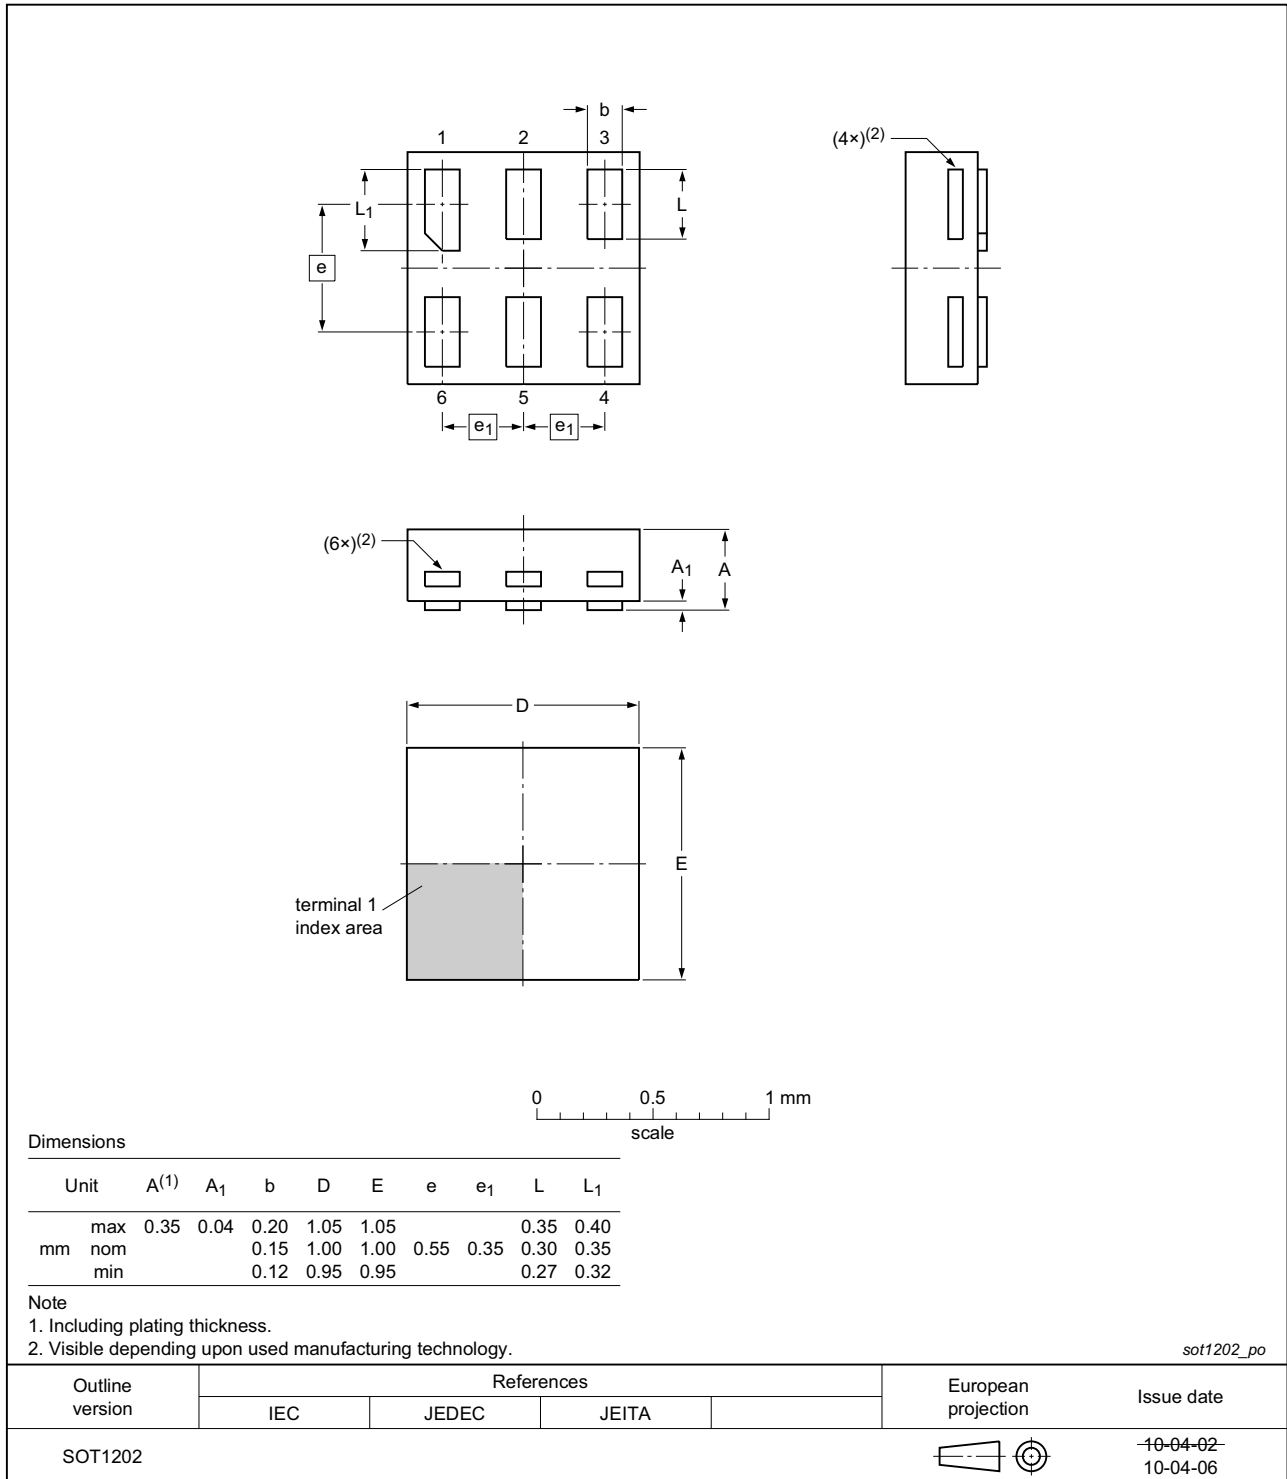 b
1 2 3
(4×)(2)
L1
L
e
6 5 4
e1 e1
(6×)(2)
A1 A
D
E
terminal 1
index area
0 0.5 1 mm
scale
Dimensions
Unit A(1) A1 b D E e e1 L L1
max 0.35 0.04 0.20 1.05 1.05 0.35 0.40
mm nom 0.15 1.00 1.00 0.55 0.35 0.30 0.35
min 0.12 0.95 0.95 0.27 0.32
Note
1. Including plating thickness.
2. Visible depending upon used manufacturing technology.
sot1202_po
Outline
version
References
IEC JEDEC JEITA
European
projection
Issue date
SOT1202
10-04-02
10-04-06